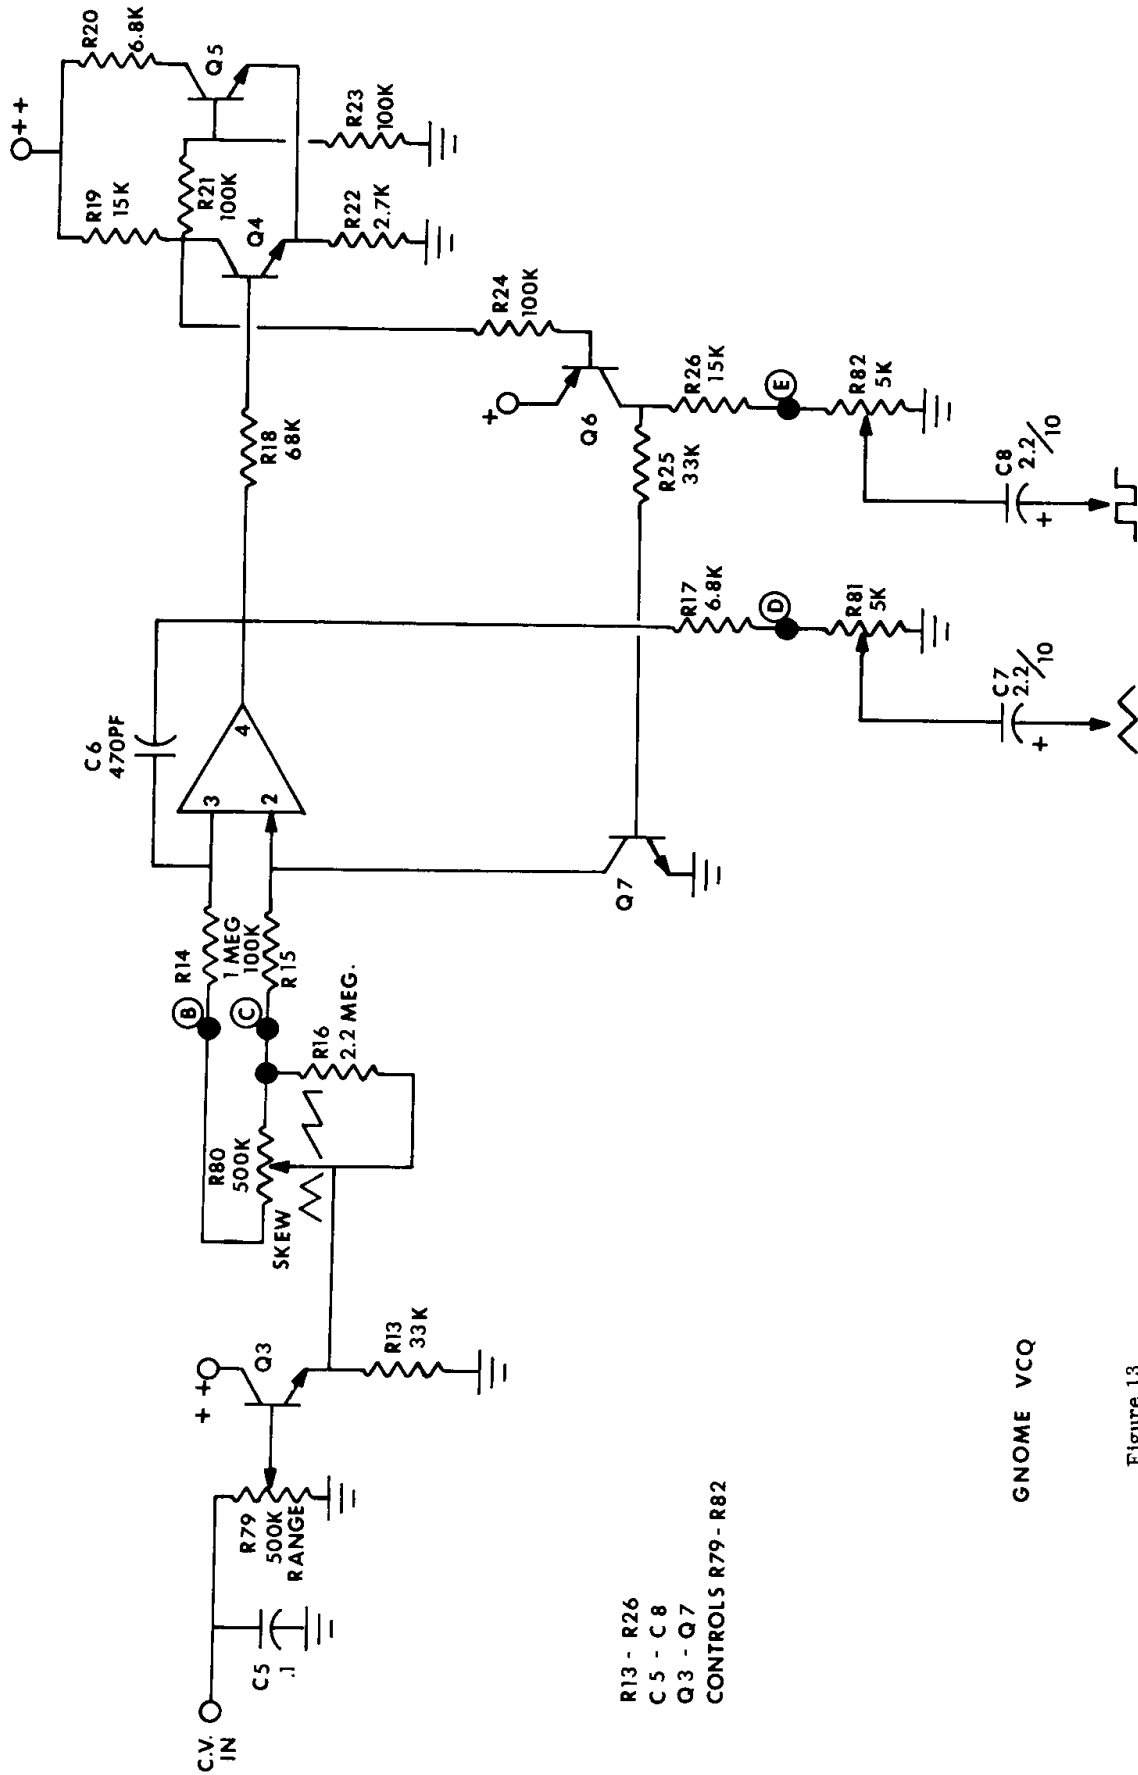 C.V.
IN
C5
.1
R79
500K
RANGE
++
Q3
R13
33K
R80
500K
SKEW
B
C
R14
1 MEG
100K
R15
R16
2.2 MEG.
C6
470PF
3
2
4
R18
68K
++
R19
15K
R20
6.8K
Q5
R21
100K
Q4
R23
100K
R22
2.7K
R24
100K
+
Q6
R25
33K
R26
15K
E
R82
5K
C8
2.2/10
+
Q7
R17
6.8K
D
R81
5K
C7
2.2/10
+
R13 - R26
C5 - C8
Q3 - Q7
CONTROLS R79 - R82
GNOME VCQ
Figure 13